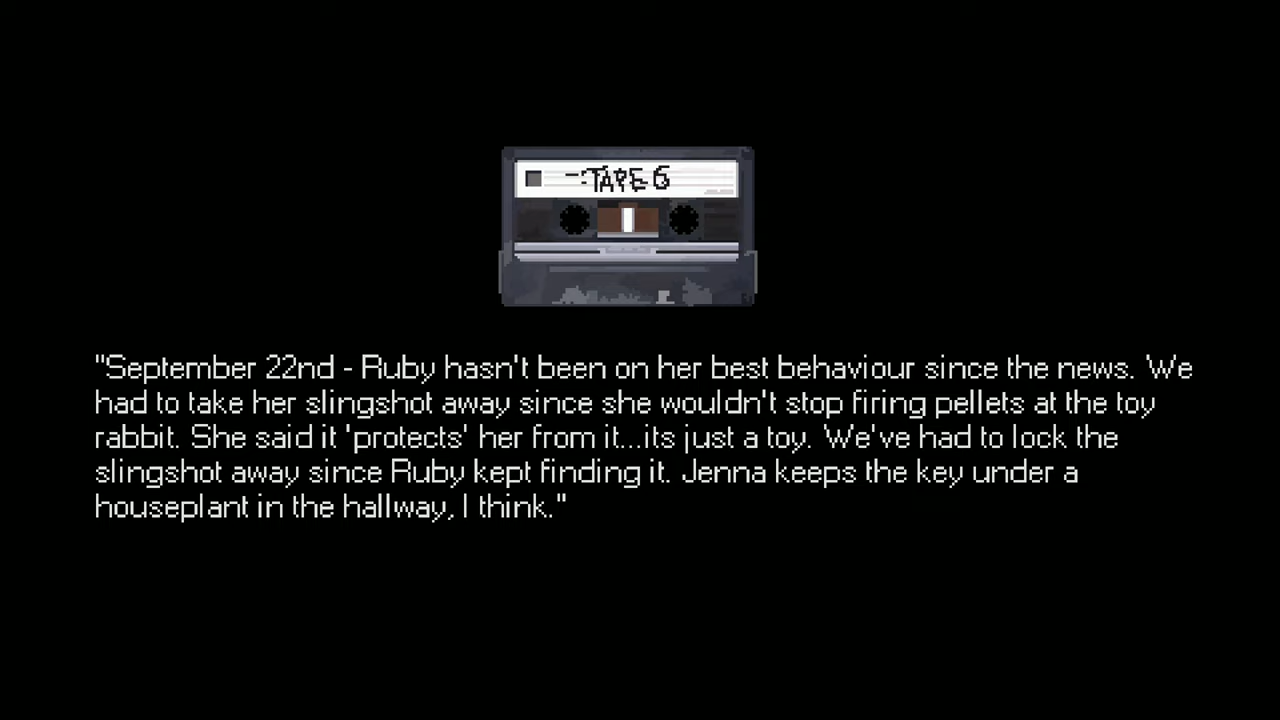 -:TAPE 6
"September 22nd - Ruby hasn't been on her best behaviour since the news. We
had to take her slingshot away since she wouldn't stop firing pellets at the toy
rabbit. She said it 'protects' her from it...its just a toy. We've had to lock the
slingshot away since Ruby kept finding it. Jenna keeps the key under a
houseplant in the hallway, I think."